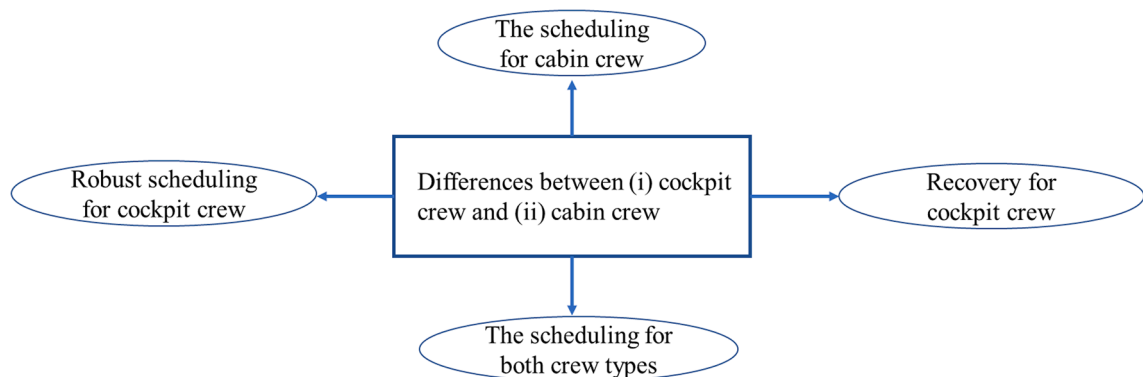 The scheduling
for cabin crew
Robust scheduling
for cockpit crew
Differences between (i) cockpit
crew and (ii) cabin crew
Recovery for
cockpit crew
The scheduling for
both crew types